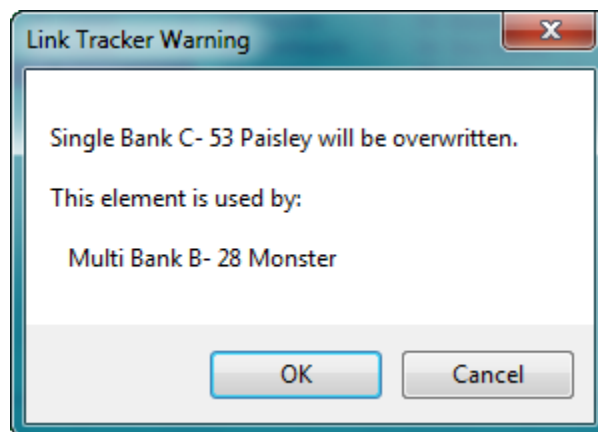 Link Tracker Warning
Single Bank C- 53 Paisley will be overwritten.
This element is used by:
Multi Bank B- 28 Monster
OK
Cancel